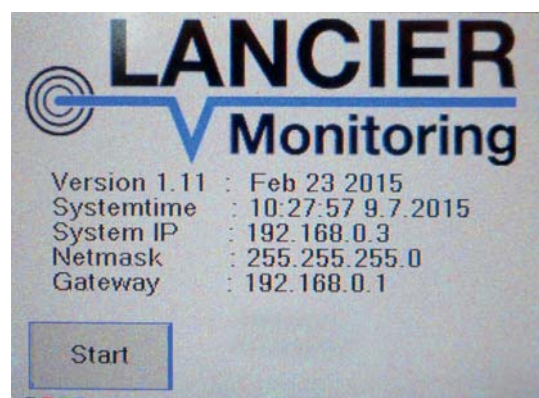 LANCIER
Monitoring
Version 1.11 : Feb 23 2015
Systemtime : 10:27:57 9.7.2015
System IP : 192.168.0.3
Netmask : 255.255.255.0
Gateway : 192.168.0.1
Start